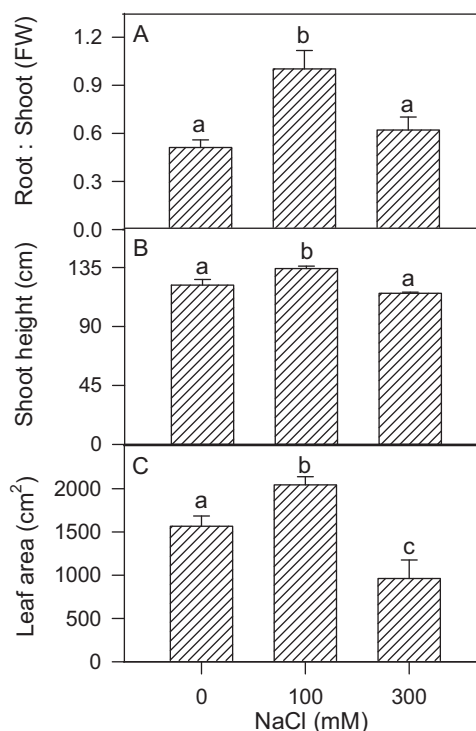 A
1.2
0.9
0.6
0.3
0.0
Root : Shoot (FW)
a
b
a
B
135
90
45
0
Shoot height (cm)
a
b
a
C
2000
1500
1000
500
0
Leaf area (cm²)
a
b
c
0 100 300
NaCl (mM)